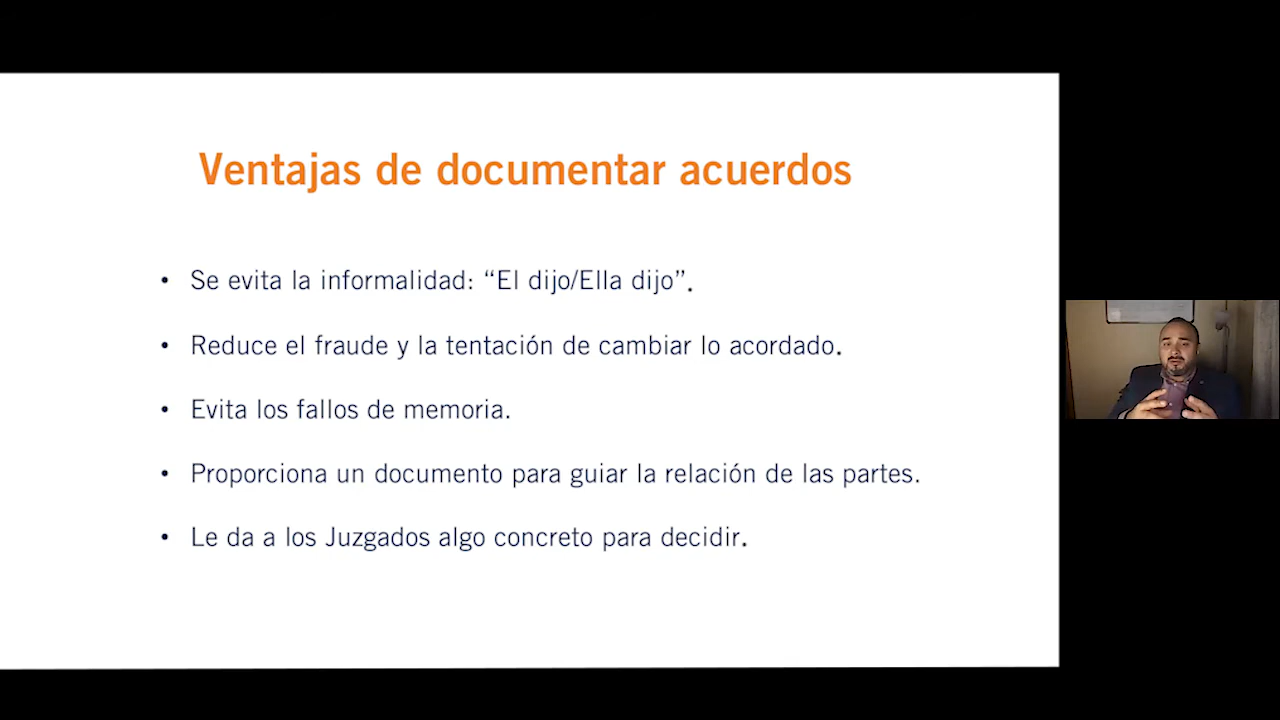 Ventajas de documentar acuerdos
• Se evita la informalidad: “El dijo/Ella dijo”.
• Reduce el fraude y la tentación de cambiar lo acordado.
• Evita los fallos de memoria.
• Proporciona un documento para guiar la relación de las partes.
• Le da a los Juzgados algo concreto para decidir.